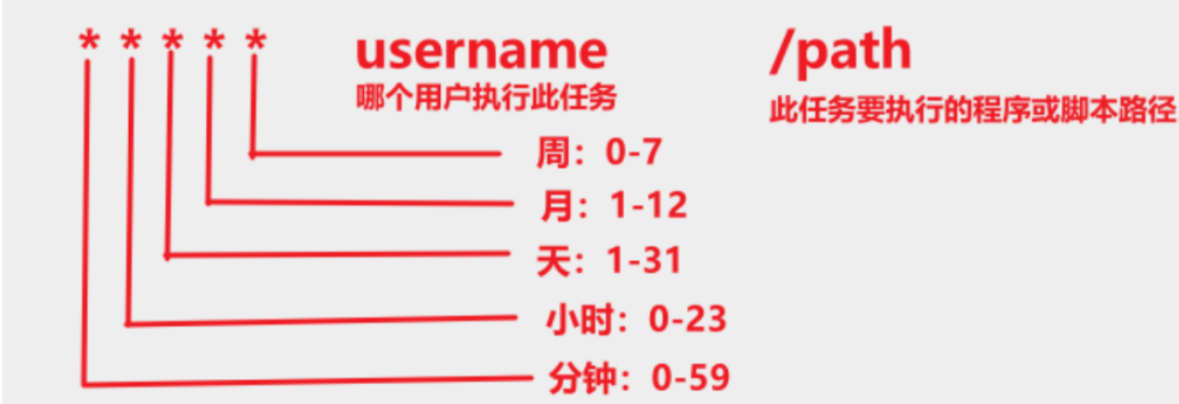 * * * * * username /path
哪个用户执行此任务 此任务要执行的程序或脚本路径
周：0-7
月：1-12
天：1-31
小时：0-23
分钟：0-59